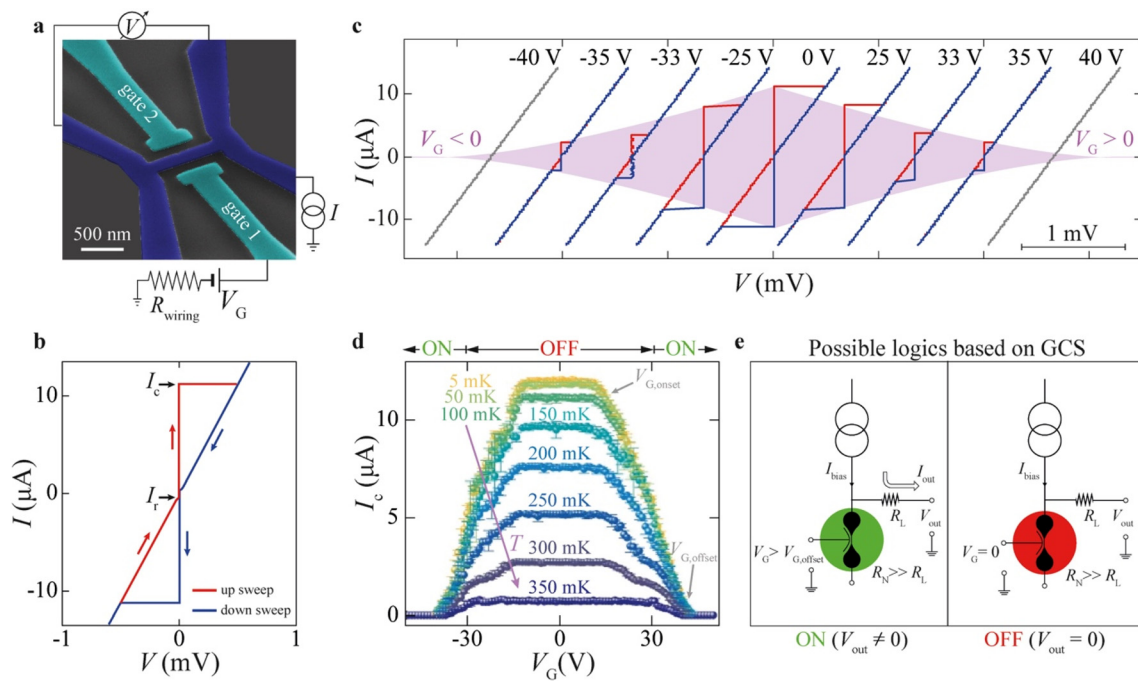 a
V
gate 2
gate 1
500 nm
I
R_wiring
V_G
c
-40 V -35 V -33 V -25 V 0 V 25 V 33 V 35 V 40 V
10
0
-10
I (μA)
V_G < 0
V_G > 0
1 mV
V (mV)
b
I_c
I_r
10
0
-10
I (μA)
up sweep
down sweep
-1 0 1
V (mV)
d
ON OFF ON
V_G,onset
5 mK
50 mK
100 mK
150 mK
200 mK
250 mK
T
300 mK
350 mK
V_G,offset
10
5
0
I_c (μA)
-30 0 30
V_G(V)
e
Possible logics based on GCS
I_bias
I_out
R_L
V_out
V_G > V_G,offset
R_N >> R_L
ON (V_out ≠ 0)
I_bias
R_L
V_out
V_G = 0
R_N >> R_L
OFF (V_out = 0)